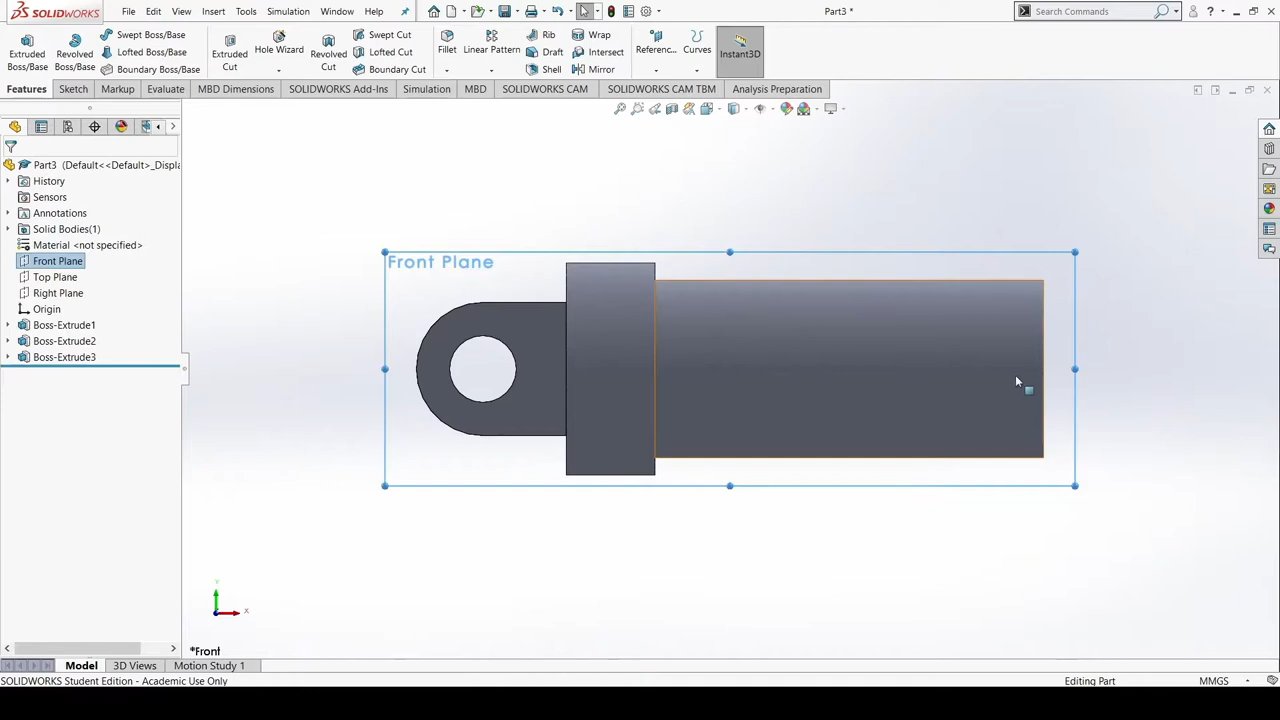 SOLIDWORKS
File Edit View Insert Tools Simulation Window Help
Part3 *
Search Commands
Extruded Boss/Base
Revolved Boss/Base
Swept Boss/Base
Lofted Boss/Base
Boundary Boss/Base
Extruded Cut
Hole Wizard
Revolved Cut
Swept Cut
Lofted Cut
Boundary Cut
Fillet
Linear Pattern
Rib
Draft
Shell
Wrap
Intersect
Mirror
Referenc...
Curves
Instant3D
Features Sketch Markup Evaluate MBD Dimensions SOLIDWORKS Add-Ins Simulation MBD SOLIDWORKS CAM SOLIDWORKS CAM TBM Analysis Preparation
Part3 (Default<<Default>_Displa
History
Sensors
Annotations
Solid Bodies(1)
Material <not specified>
Front Plane
Top Plane
Right Plane
Origin
Boss-Extrude1
Boss-Extrude2
Boss-Extrude3
Front Plane
Y
X
*Front
Model 3D Views Motion Study 1
SOLIDWORKS Student Edition - Academic Use Only
Editing Part
MMGS